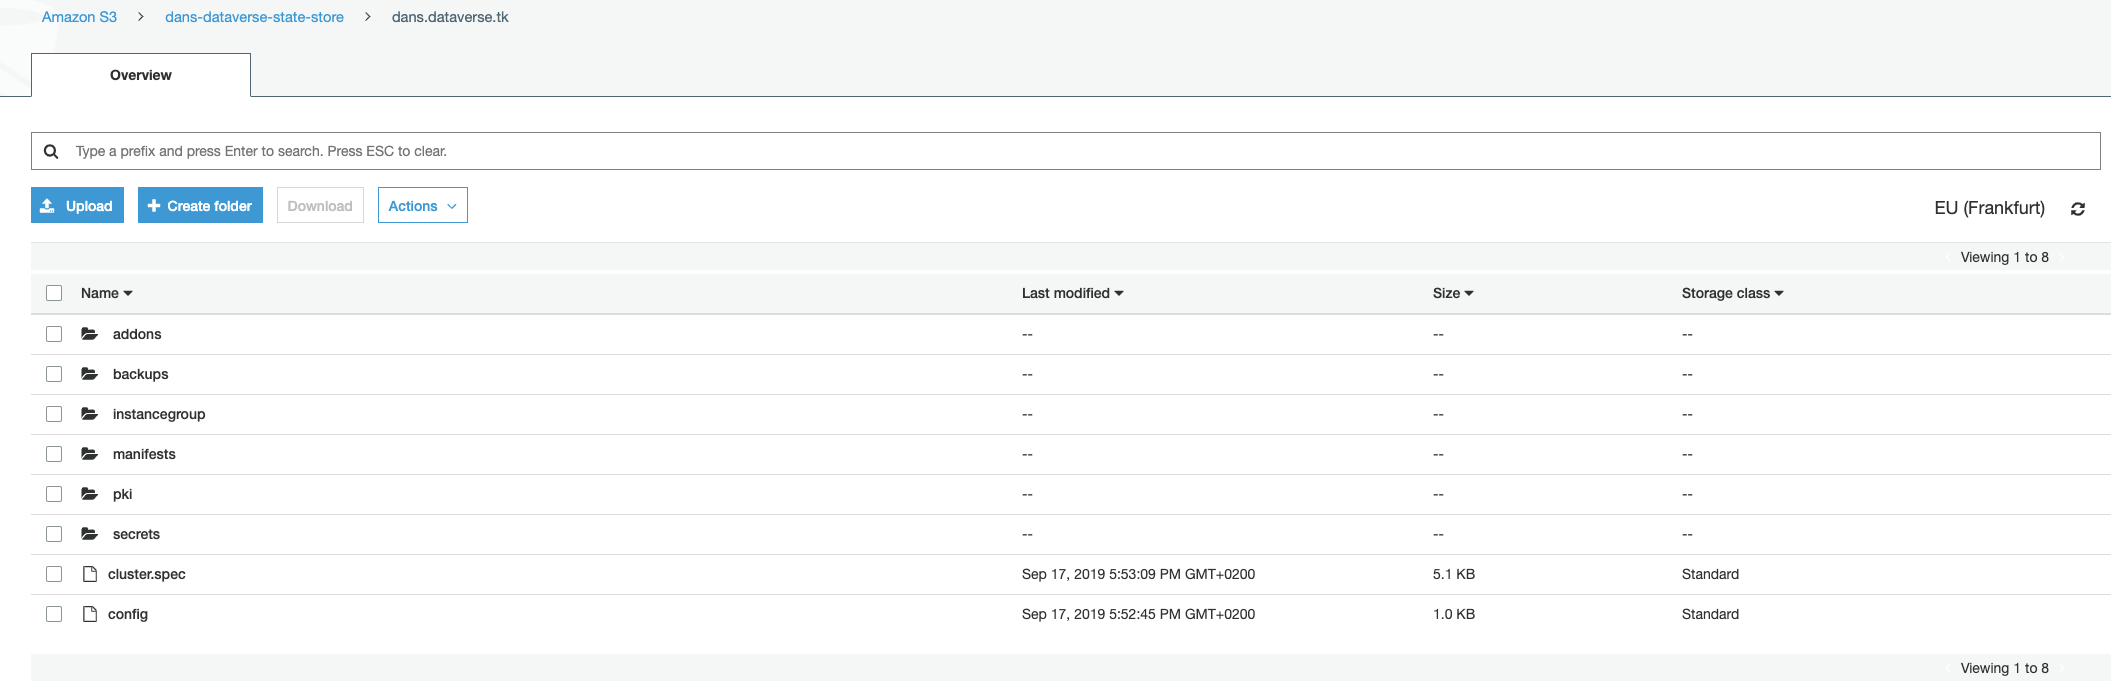 Amazon S3 > dans-dataverse-state-store > dans.dataverse.tk
Overview
Type a prefix and press Enter to search. Press ESC to clear.
Upload + Create folder Download Actions EU (Frankfurt)
Viewing 1 to 8
Name Last modified Size Storage class
addons -- -- --
backups -- -- --
instancegroup -- -- --
manifests -- -- --
pki -- -- --
secrets -- -- --
cluster.spec Sep 17, 2019 5:53:09 PM GMT+0200 5.1 KB Standard
config Sep 17, 2019 5:52:45 PM GMT+0200 1.0 KB Standard
Viewing 1 to 8